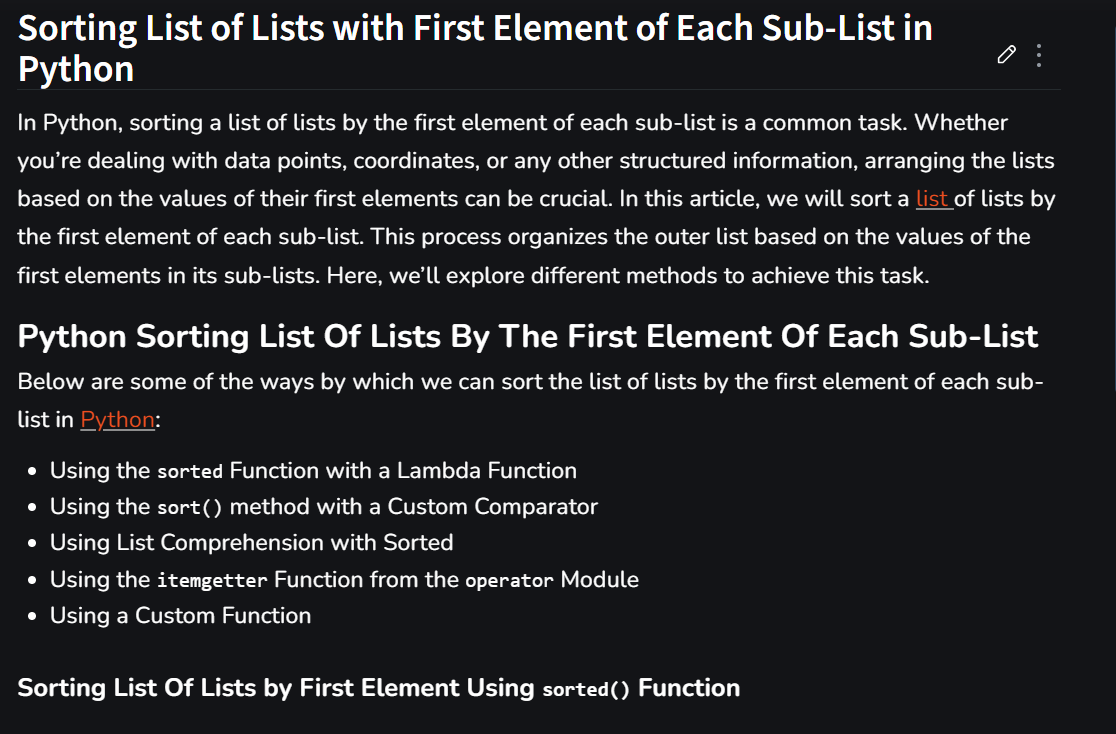 Sorting List of Lists with First Element of Each Sub-List in
Python
In Python, sorting a list of lists by the first element of each sub-list is a common task. Whether
you’re dealing with data points, coordinates, or any other structured information, arranging the lists
based on the values of their first elements can be crucial. In this article, we will sort a list of lists by
the first element of each sub-list. This process organizes the outer list based on the values of the
first elements in its sub-lists. Here, we’ll explore different methods to achieve this task.
Python Sorting List Of Lists By The First Element Of Each Sub-List
Below are some of the ways by which we can sort the list of lists by the first element of each sub-
list in Python:
• Using the sorted Function with a Lambda Function
• Using the sort() method with a Custom Comparator
• Using List Comprehension with Sorted
• Using the itemgetter Function from the operator Module
• Using a Custom Function
Sorting List Of Lists by First Element Using sorted() Function